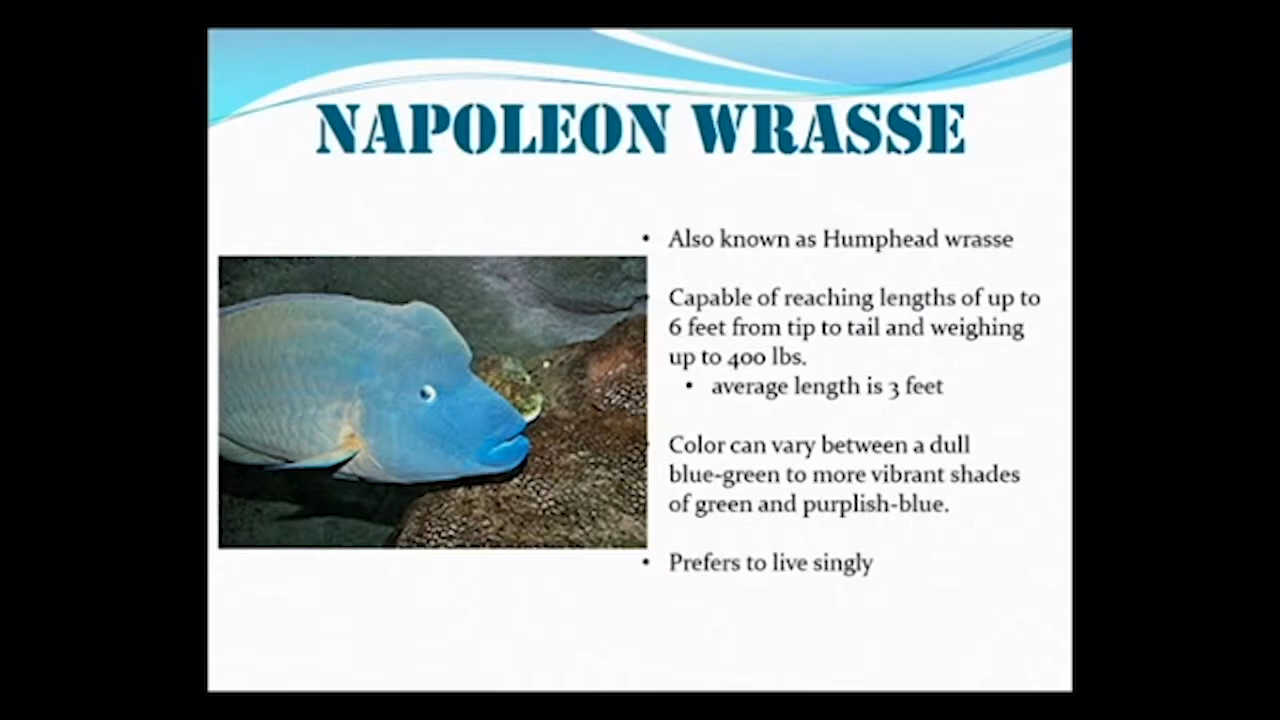 NAPOLEON WRASSE
• Also known as Humphead wrasse
Capable of reaching lengths of up to
6 feet from tip to tail and weighing
up to 400 lbs.
• average length is 3 feet
Color can vary between a dull
blue-green to more vibrant shades
of green and purplish-blue.
• Prefers to live singly